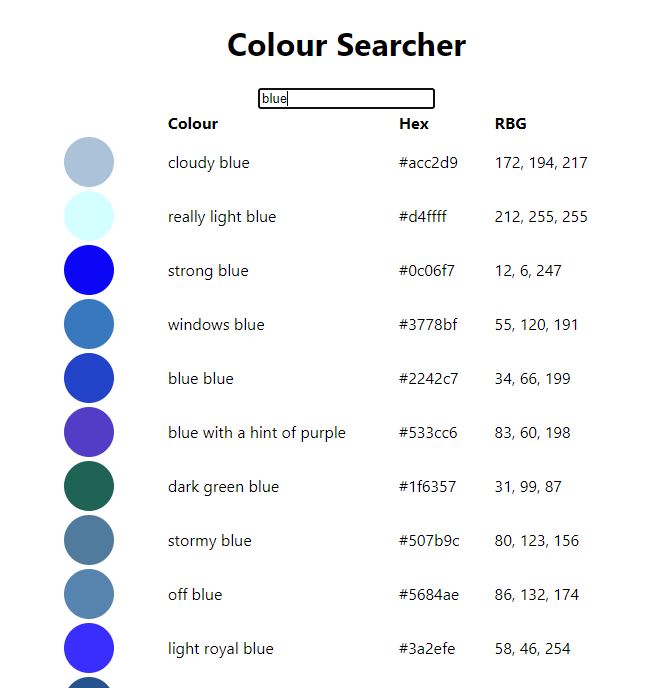 Colour Searcher
blue
Colour Hex RBG
cloudy blue #acc2d9 172, 194, 217
really light blue #d4ffff 212, 255, 255
strong blue #0c06f7 12, 6, 247
windows blue #3778bf 55, 120, 191
blue blue #2242c7 34, 66, 199
blue with a hint of purple #533cc6 83, 60, 198
dark green blue #1f6357 31, 99, 87
stormy blue #507b9c 80, 123, 156
off blue #5684ae 86, 132, 174
light royal blue #3a2efe 58, 46, 254